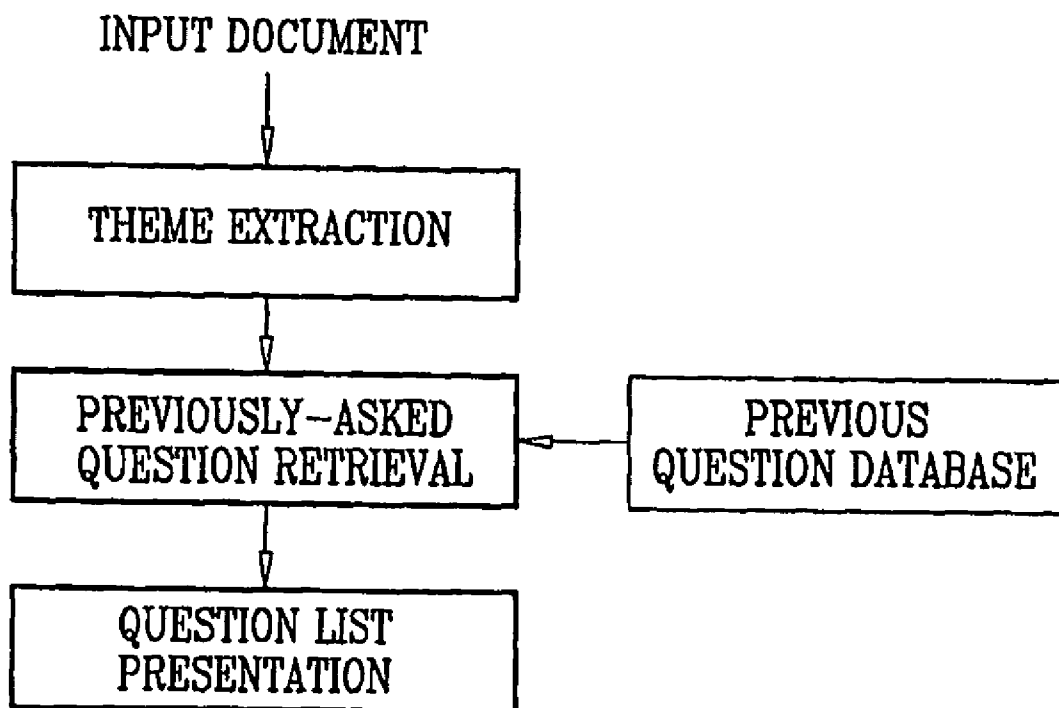 INPUT DOCUMENT
THEME EXTRACTION
PREVIOUSLY-ASKED
QUESTION RETRIEVAL
PREVIOUS
QUESTION DATABASE
QUESTION LIST
PRESENTATION